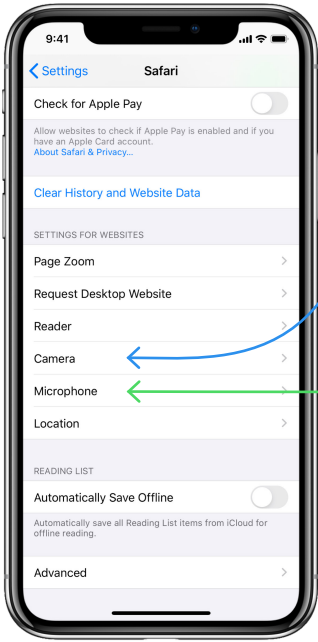 9:41
Settings
Safari
Check for Apple Pay
Allow websites to check if Apple Pay is enabled and if you
have an Apple Card account.
About Safari & Privacy...
Clear History and Website Data
SETTINGS FOR WEBSITES
Page Zoom
Request Desktop Website
Reader
Camera
Microphone
Location
READING LIST
Automatically Save Offline
Automatically save all Reading List items from iCloud for
offline reading.
Advanced